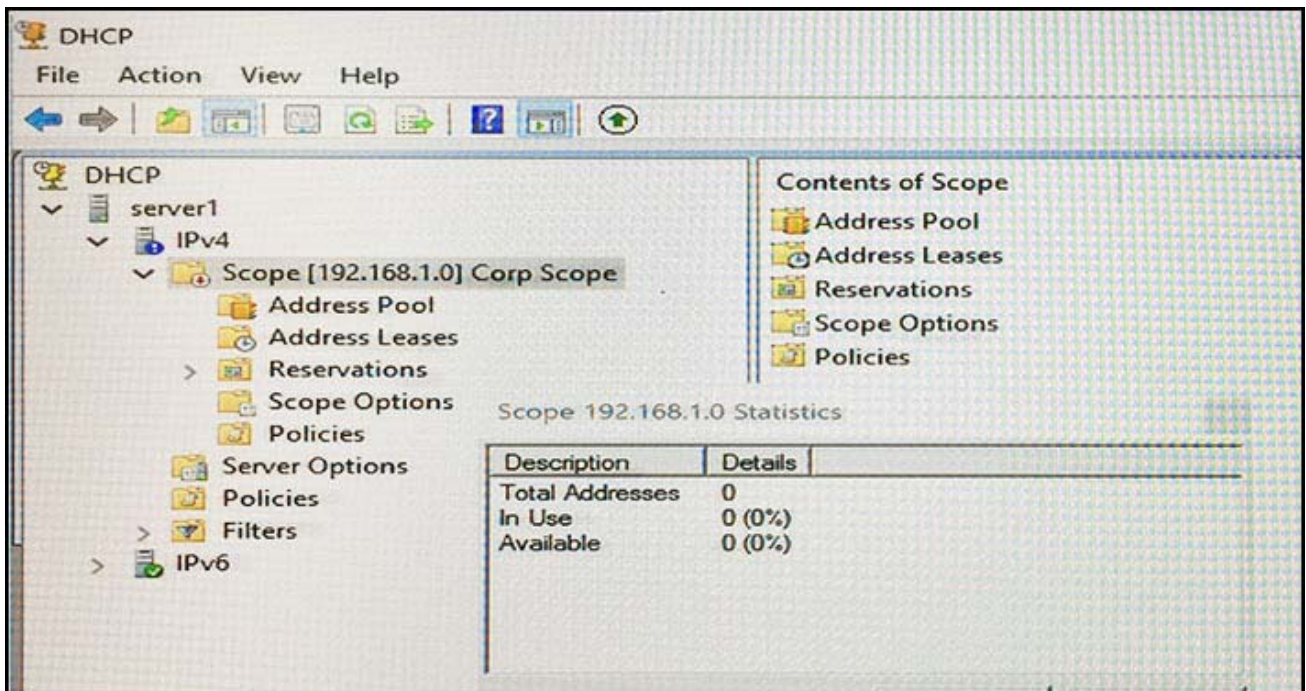 DHCP
File Action View Help
DHCP
server1
IPv4
Scope [192.168.1.0] Corp Scope
Address Pool
Address Leases
Reservations
Scope Options
Policies
Server Options
Policies
Filters
IPv6
Contents of Scope
Address Pool
Address Leases
Reservations
Scope Options
Policies
Scope 192.168.1.0 Statistics
Description Details
Total Addresses 0
In Use 0 (0%)
Available 0 (0%)